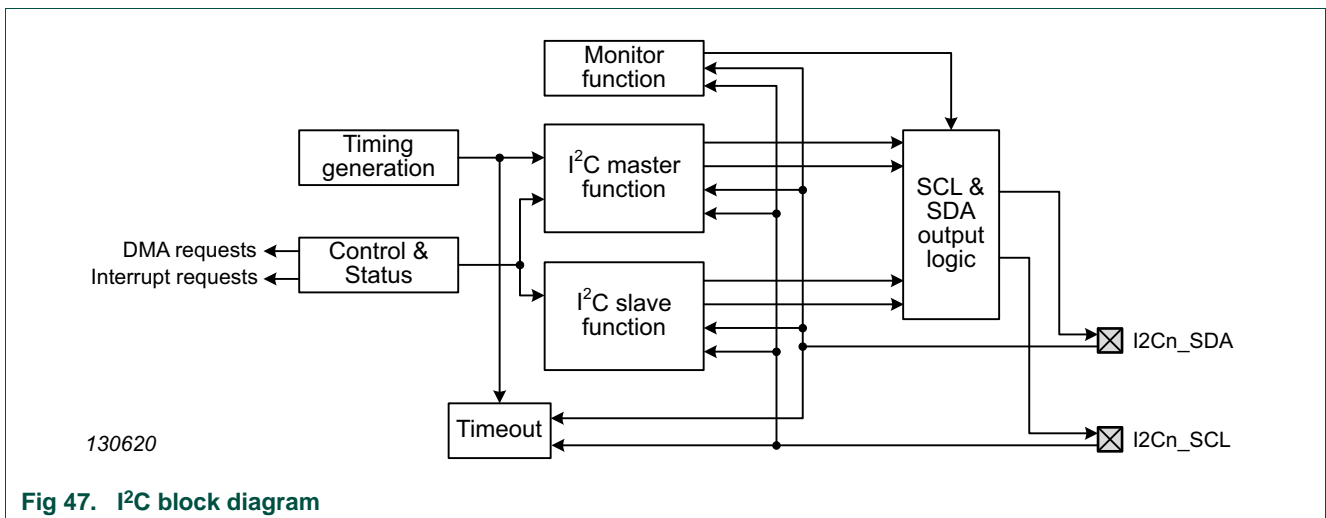 Monitor
function
Timing
generation
I²C master
function
SCL &
SDA
output
logic
DMA requests
Interrupt requests
Control &
Status
I²C slave
function
I2Cn_SDA
Timeout
I2Cn_SCL
130620
Fig 47. I²C block diagram